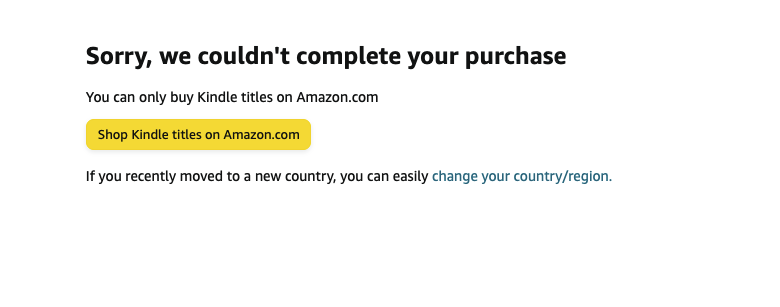 Sorry, we couldn't complete your purchase
You can only buy Kindle titles on Amazon.com
Shop Kindle titles on Amazon.com
If you recently moved to a new country, you can easily change your country/region.